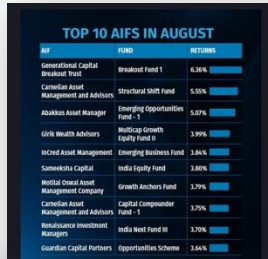 TOP 10 AIFS IN AUGUST
AIF FUND RETURNS
Generational Capital
Breakout Trust Breakout Fund 1 6.36%
Carnelian Asset
Management and Advisors Structural Shift Fund 5.55%
Abakkus Asset Manager Emerging Opportunities
Fund - 1 5.07%
Girik Wealth Advisors Multicap Growth
Equity Fund II 3.99%
InCred Asset Management Emerging Business Fund 3.84%
Sameeksha Capital India Equity Fund 3.80%
Motilal Oswal Asset
Management Company Growth Anchors Fund 3.79%
Carnelian Asset
Management and Advisors Capital Compounder
Fund - 1 3.75%
Renaissance Investment
Managers India Next Fund III 3.70%
Guardian Capital Partners Opportunities Scheme 3.64%